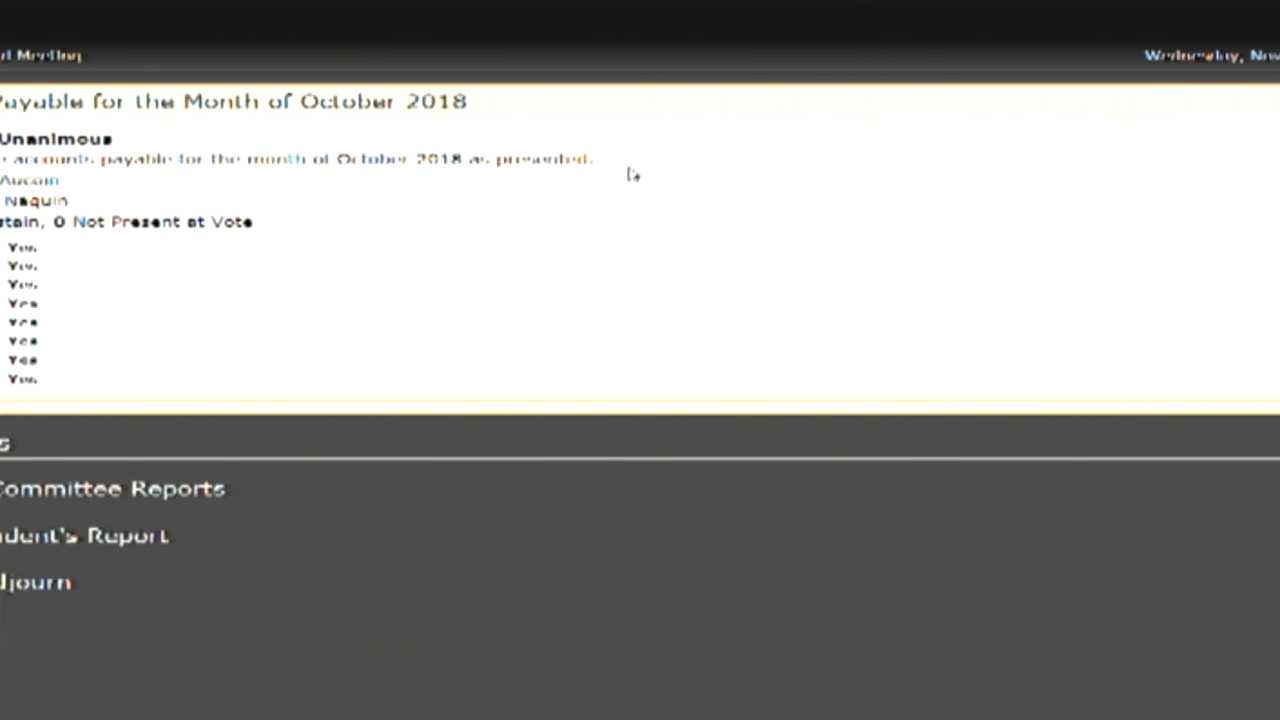 d Meeting
Wednesday, Nov
Payable for the Month of October 2018
Unanimous
accounts payable for the month of October 2018 as presented.
Aucoin
Naquin
stain, 0 Not Present at Vote
Yes
Yes
Yes
Yes
Yes
Yes
Yes
Yes
s
Committee Reports
dent's Report
djourn